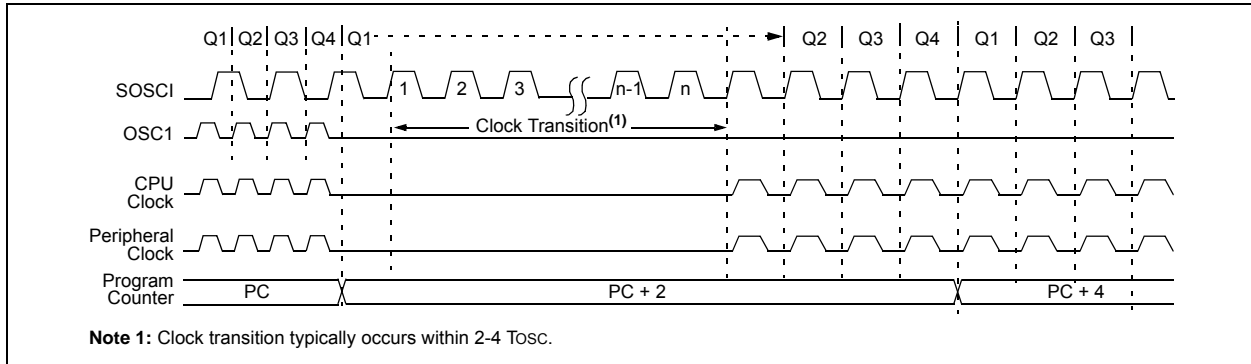 Q1 Q2 Q3 Q4 Q1 Q2 Q3 Q4 Q1 Q2 Q3
SOSCI
1 2 3 n-1 n
Clock Transition(1)
OSC1
CPU
Clock
Peripheral
Clock
Program
Counter
PC PC + 2 PC + 4
Note 1: Clock transition typically occurs within 2-4 TOSC.